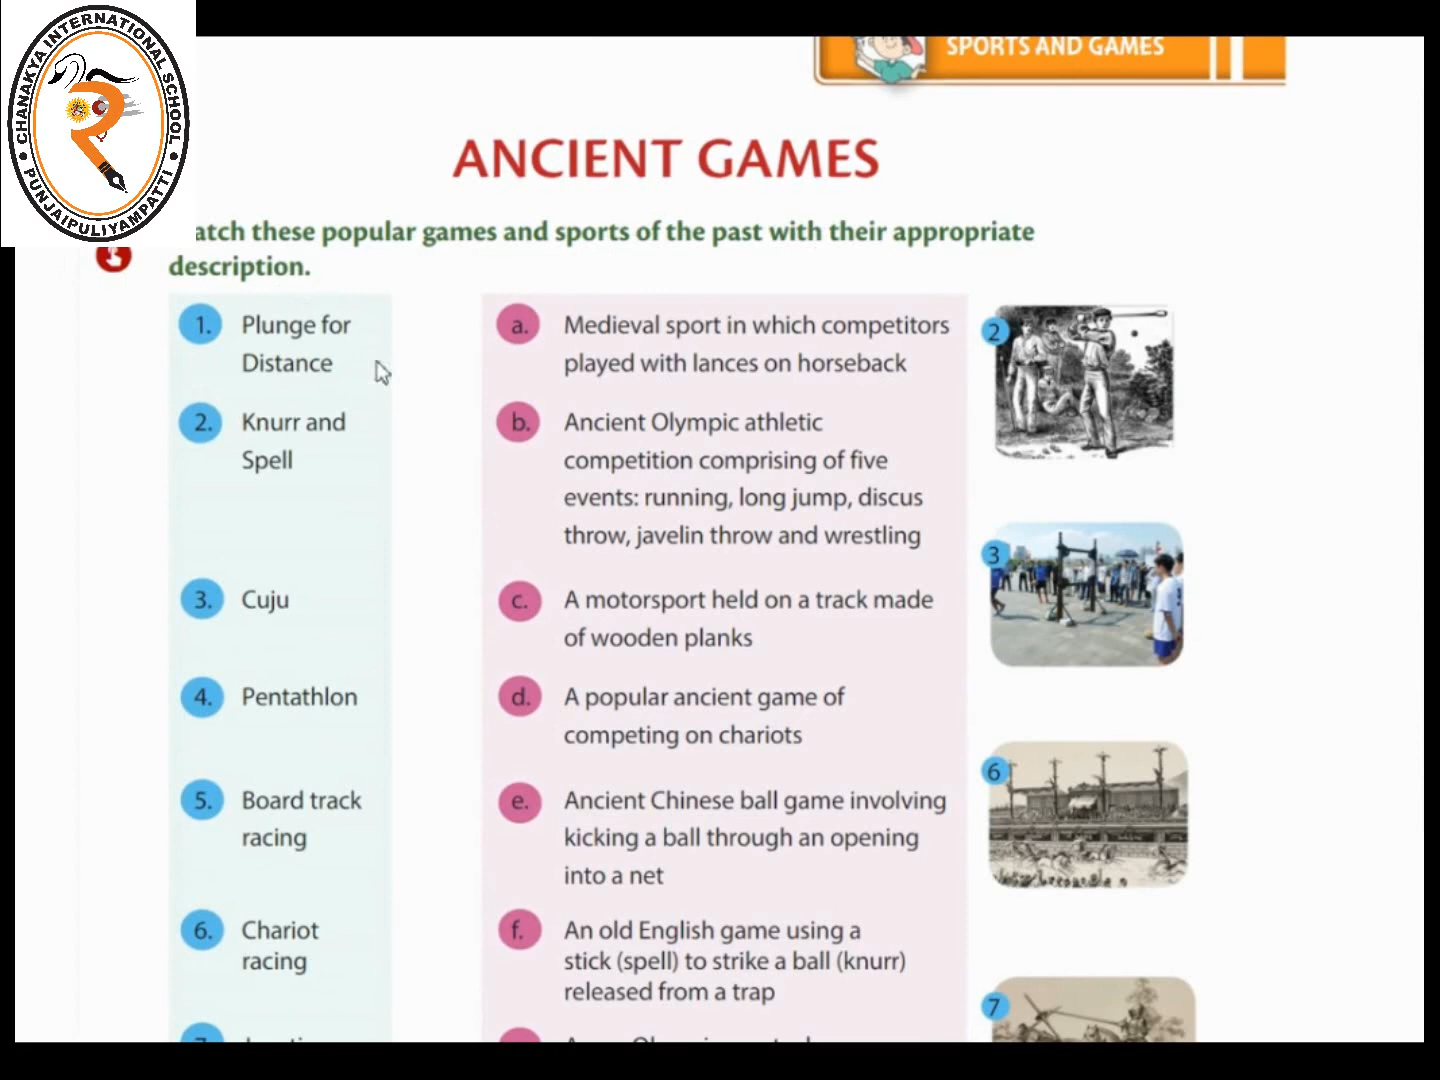 CHANAKYA INTERNATIONAL SCHOOL
PUNJAIPULIYAMPATTI
SPORTS AND GAMES
ANCIENT GAMES
atch these popular games and sports of the past with their appropriate
description.
1. Plunge for
Distance
2. Knurr and
Spell
3. Cuju
4. Pentathlon
5. Board track
racing
6. Chariot
racing
a. Medieval sport in which competitors
played with lances on horseback
b. Ancient Olympic athletic
competition comprising of five
events: running, long jump, discus
throw, javelin throw and wrestling
c. A motorsport held on a track made
of wooden planks
d. A popular ancient game of
competing on chariots
e. Ancient Chinese ball game involving
kicking a ball through an opening
into a net
f. An old English game using a
stick (spell) to strike a ball (knurr)
released from a trap
2
3
6
7